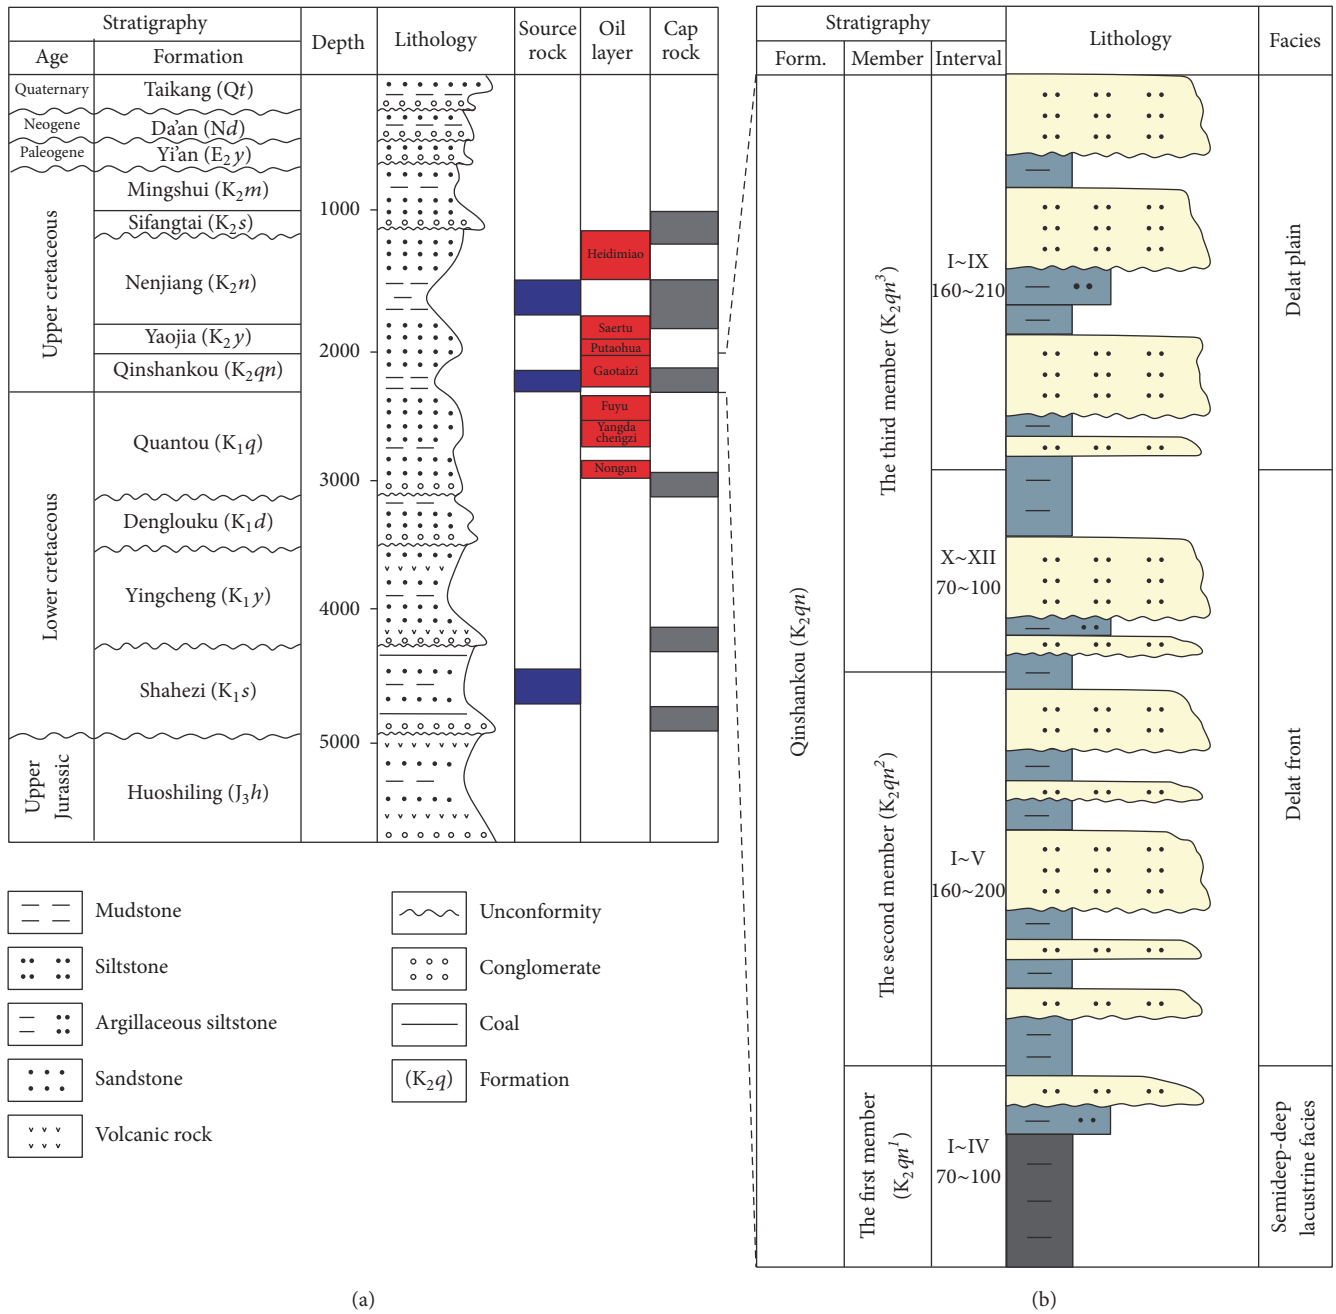 Stratigraphy
Age
Formation
Depth
Lithology
Source
rock
Oil
layer
Cap
rock
Quaternary
Taikang (Qt)
Neogene
Da'an (Nd)
Paleogene
Yi'an (E2y)
Upper cretaceous
Mingshui (K2m)
Sifangtai (K2s)
Nenjiang (K2n)
Yaojia (K2y)
Qinshankou (K2qn)
Lower cretaceous
Quantou (K1q)
Denglouku (K1d)
Yingcheng (K1y)
Shahezi (K1s)
Upper
Jurassic
Huoshiling (J3h)
1000
2000
3000
4000
5000
Heidimiao
Saertu
Putaohua
Gaotaizi
Fuyu
Yangda
chengzi
Nongan
Mudstone
Siltstone
Argillaceous siltstone
Sandstone
Volcanic rock
Unconformity
Conglomerate
Coal
(K2q)
Formation
(a)
Stratigraphy
Form.
Member
Interval
Lithology
Facies
Qinshankou (K2qn)
The third member (K2qn3)
I~IX
160~210
Delat plain
X~XII
70~100
The second member (K2qn2)
I~V
160~200
Delat front
The first member
(K2qn1)
I~IV
70~100
Semideep-deep
lacustrine facies
(b)